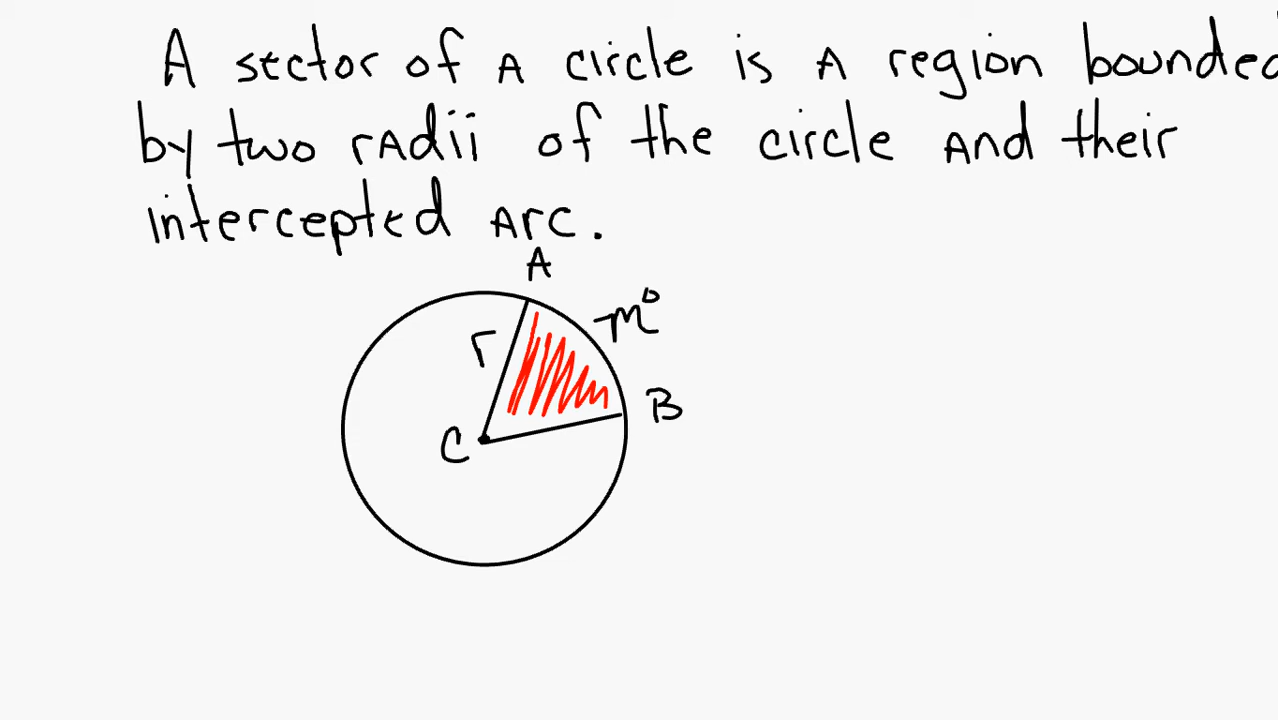 A sector of A circle is A region bounded
by two radii of the circle and their
intercepted Arc.
A
m°
r
B
C